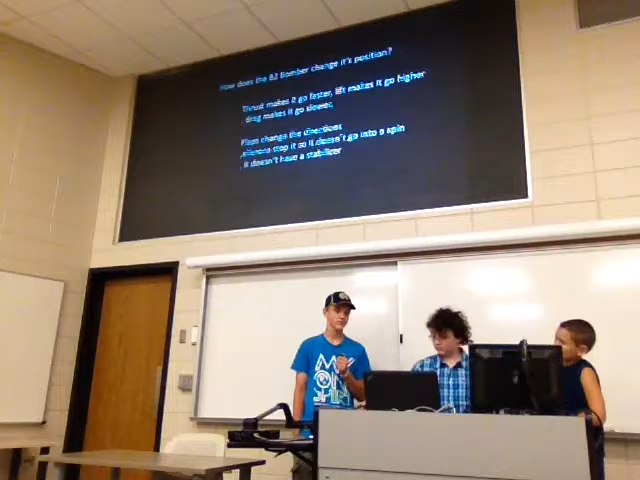 How does the B2 Bomber change it's position?
Thrust makes it go faster, lift makes it go higher
, drag makes it go slower.
Flaps change the directions
,ailerons stop it so it doesn't go into a spin
, it doesn't have a stabilizer
MY